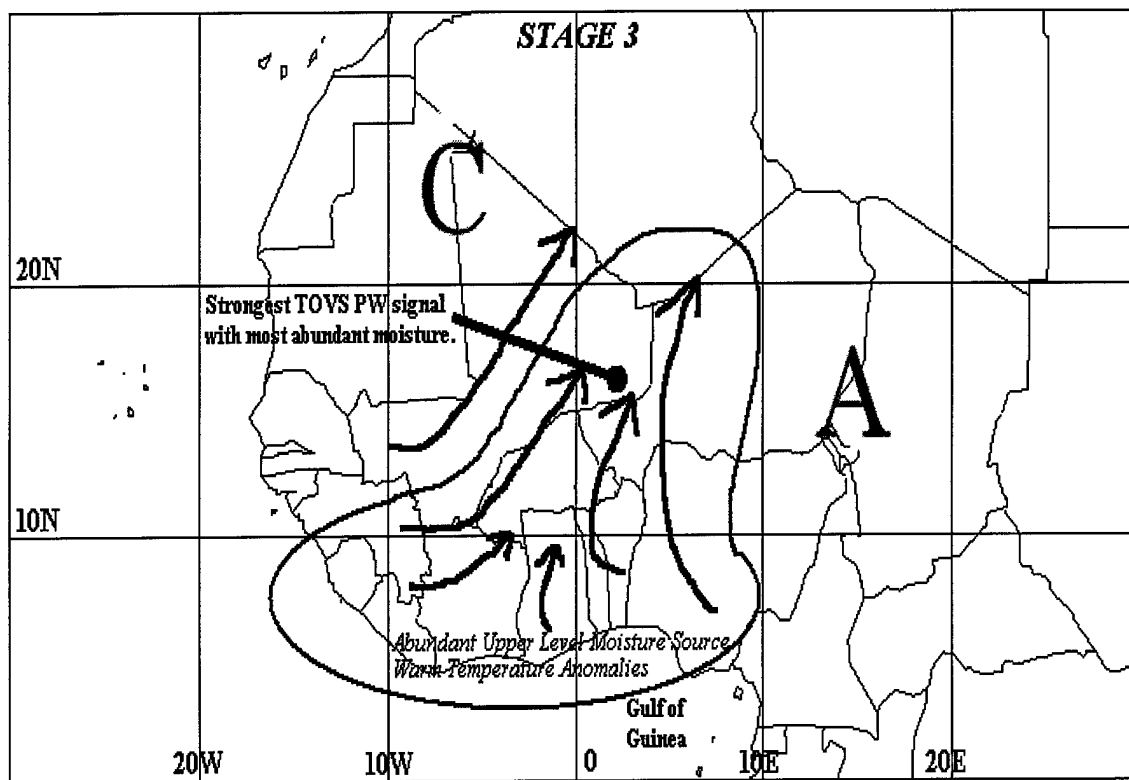 STAGE 3
C
20N
Strongest TOVS PW signal
with most abundant moisture.
A
10N
Abundant Upper Level Moisture Source
Warm Temperature Anomalies
Gulf of
Guinea
20W
10W
0
10E
20E